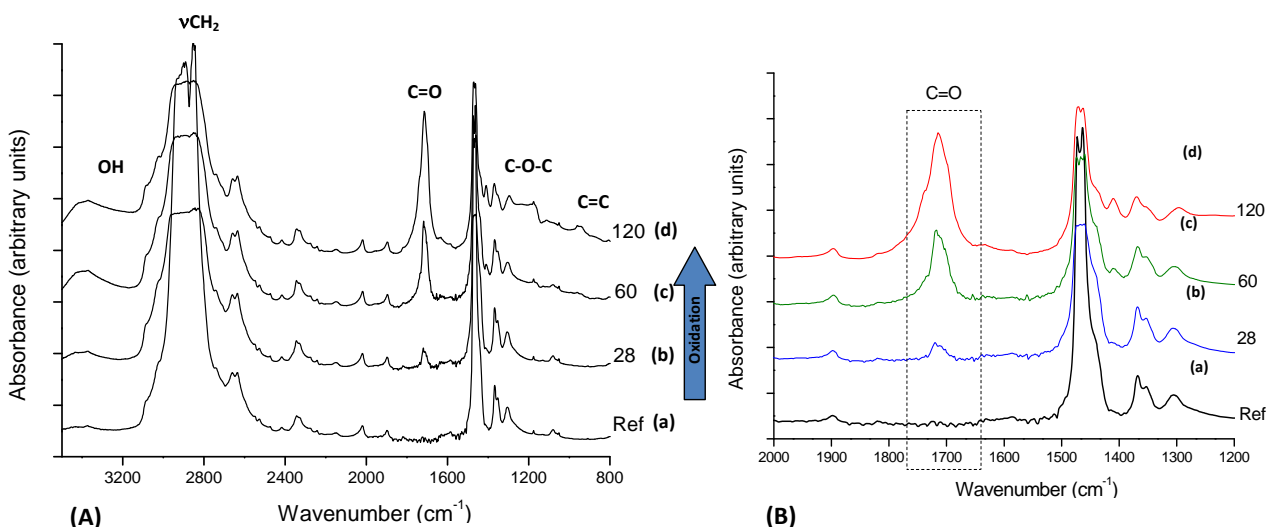 νCH₂
C=O
OH
C-O-C
C=C
120 (d)
60 (c)
28 (b)
Ref (a)
Oxidation
Absorbance (arbitrary units)
3200 2800 2400 2000 1600 1200 800
Wavenumber (cm⁻¹)
(A)
C=O
(d)
120
(c)
60
(b)
28
(a)
Ref
Absorbance (arbitrary units)
2000 1900 1800 1700 1600 1500 1400 1300 1200
Wavenumber (cm⁻¹)
(B)